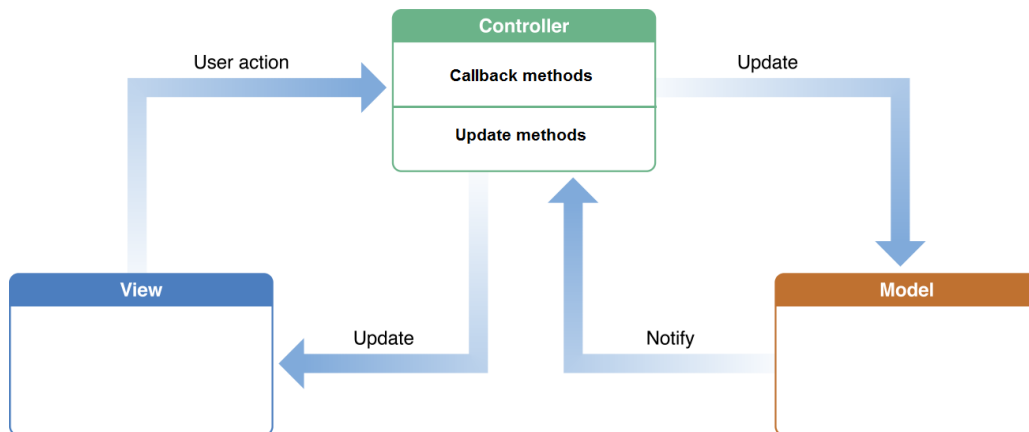 Controller
User action
Callback methods
Update
Update methods
View
Model
Update
Notify